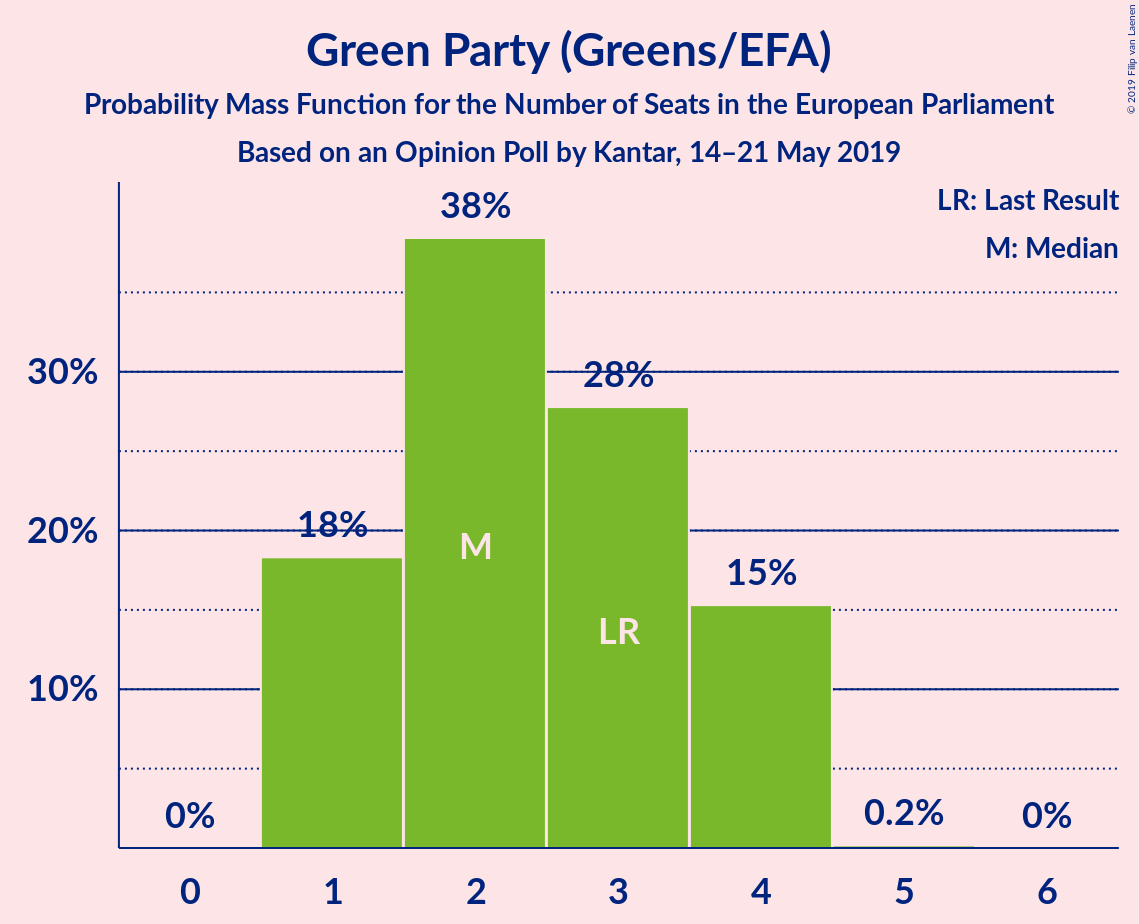 Green Party (Greens/EFA)
Probability Mass Function for the Number of Seats in the European Parliament
Based on an Opinion Poll by Kantar, 14–21 May 2019
© 2019 Filip van Laenen
LR: Last Result
M: Median
38%
30%
28%
20%
18%
M
15%
LR
10%
0%
0.2%
0%
0 1 2 3 4 5 6